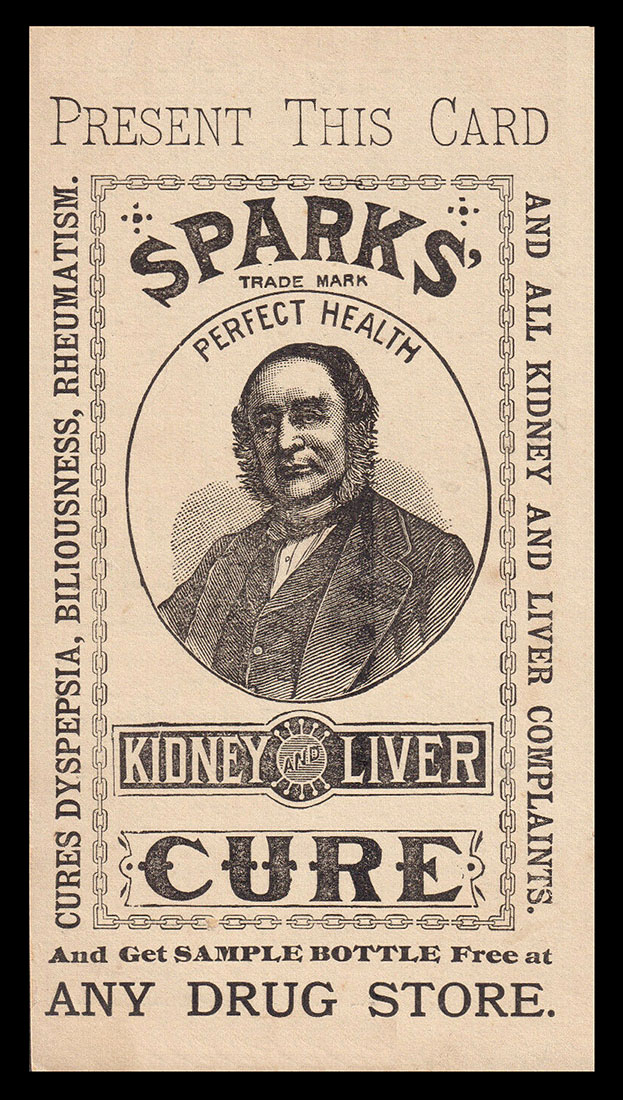 PRESENT THIS CARD
CURES DYSPEPSIA, BILIOUSNESS, RHEUMATISM.
SPARKS'
TRADE MARK
PERFECT HEALTH
KIDNEY AND LIVER
CURE
AND ALL KIDNEY AND LIVER COMPLAINTS.
And Get SAMPLE BOTTLE Free at
ANY DRUG STORE.